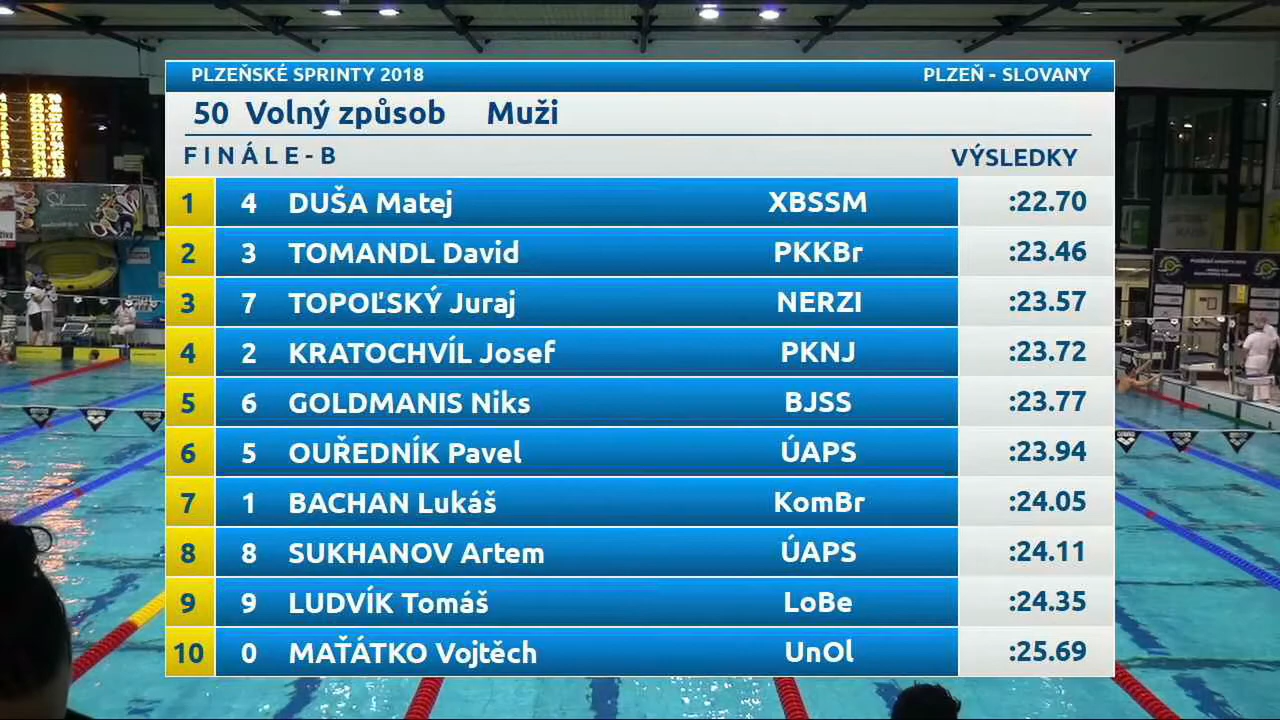 PLZEŇSKÉ SPRINTY 2018 PLZEŇ - SLOVANY
50 Volný způsob Muži
FINÁLE-B VÝSLEDKY
1 4 DUŠA Matej XBSSM :22.70
2 3 TOMANDL David PKKBr :23.46
3 7 TOPOĽSKÝ Juraj NERZI :23.57
4 2 KRATOCHVÍL Josef PKNJ :23.72
5 6 GOLDMANIS Niks BJSS :23.77
6 5 OUŘEDNÍK Pavel ÚAPS :23.94
7 1 BACHAN Lukáš KomBr :24.05
8 8 SUKHANOV Artem ÚAPS :24.11
9 9 LUDVÍK Tomáš LoBe :24.35
10 0 MAŤÁTKO Vojtěch UnOl :25.69